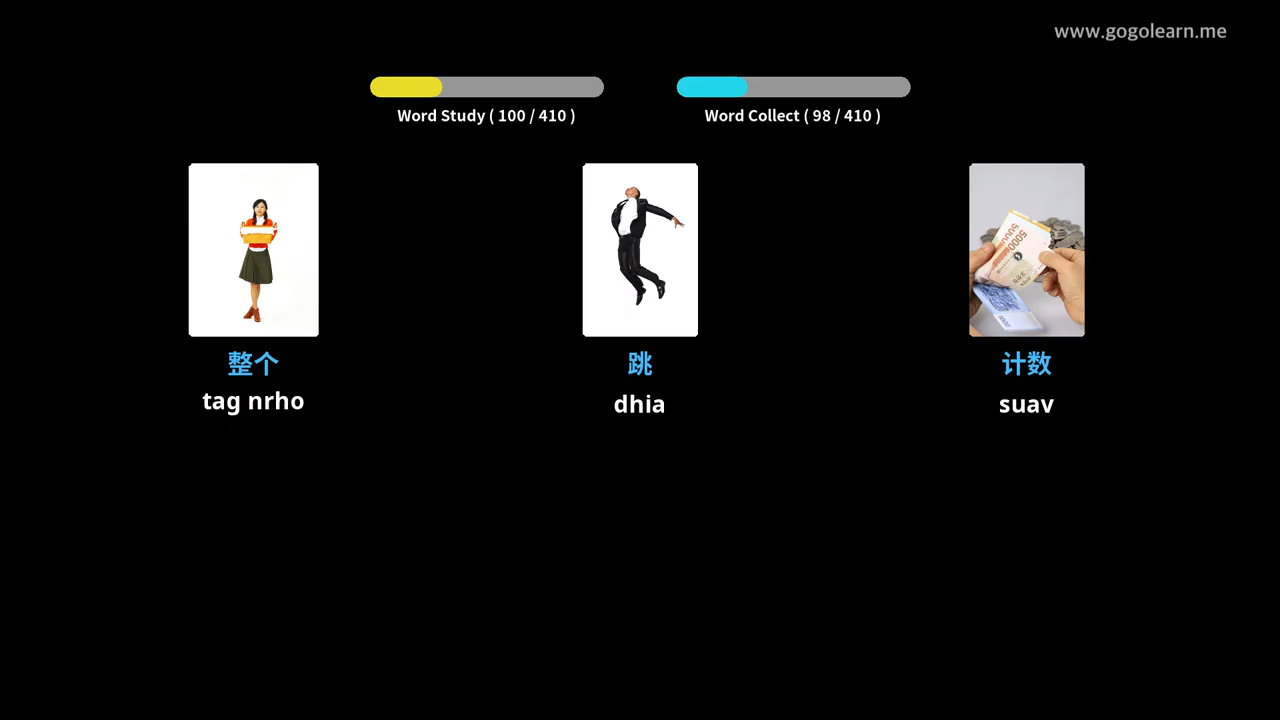 www.gogolearn.me
Word Study ( 100 / 410 )
Word Collect ( 98 / 410 )
整个
跳
计数
tag nrho
dhia
suav